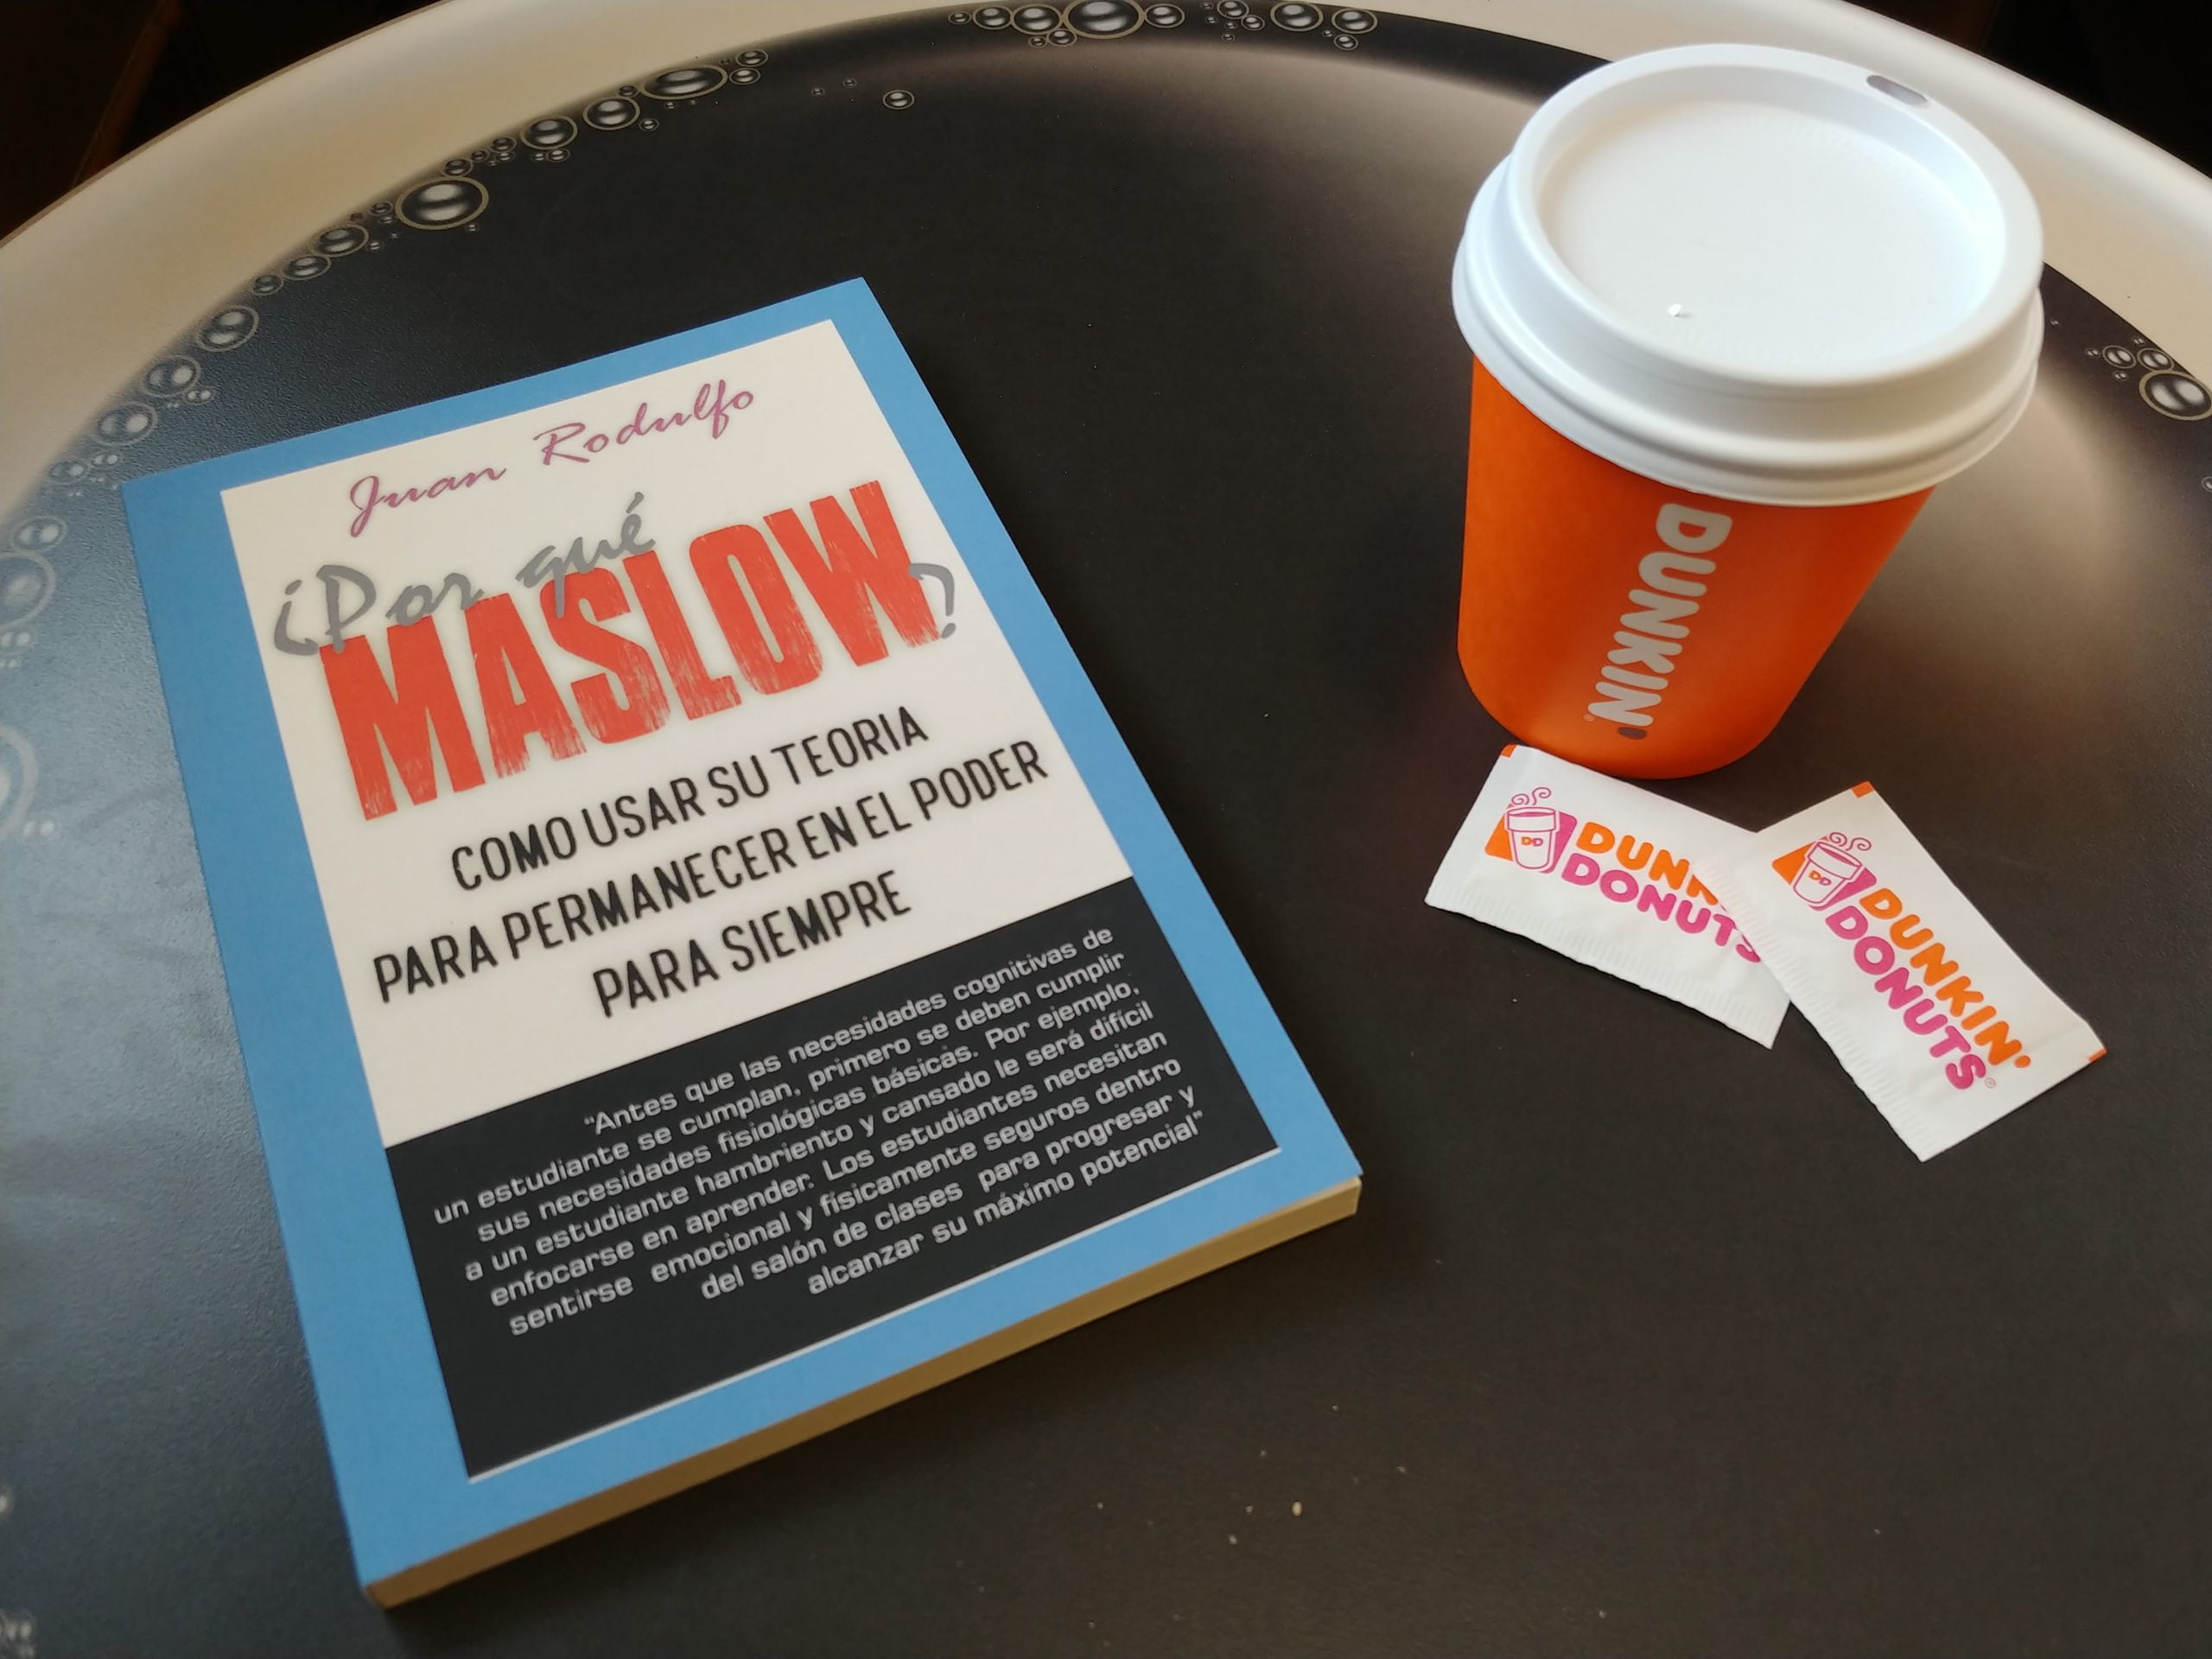 Juan Rodulfo
¿Por qué
MASLOW?
COMO USAR SU TEORIA
PARA PERMANECER EN EL PODER
PARA SIEMPRE
"Antes que las necesidades cognitivas de
un estudiante se cumplan, primero se deben cumplir
sus necesidades fisiológicas básicas. Por ejemplo,
a un estudiante hambriento y cansado le será difícil
enfocarse en aprender. Los estudiantes necesitan
sentirse emocional y físicamente seguros dentro
del salón de clases para progresar y
alcanzar su máximo potencial"
DUNKIN'
DD
DUNK
DONUTS
DD
DUNKIN'
DONUTS®